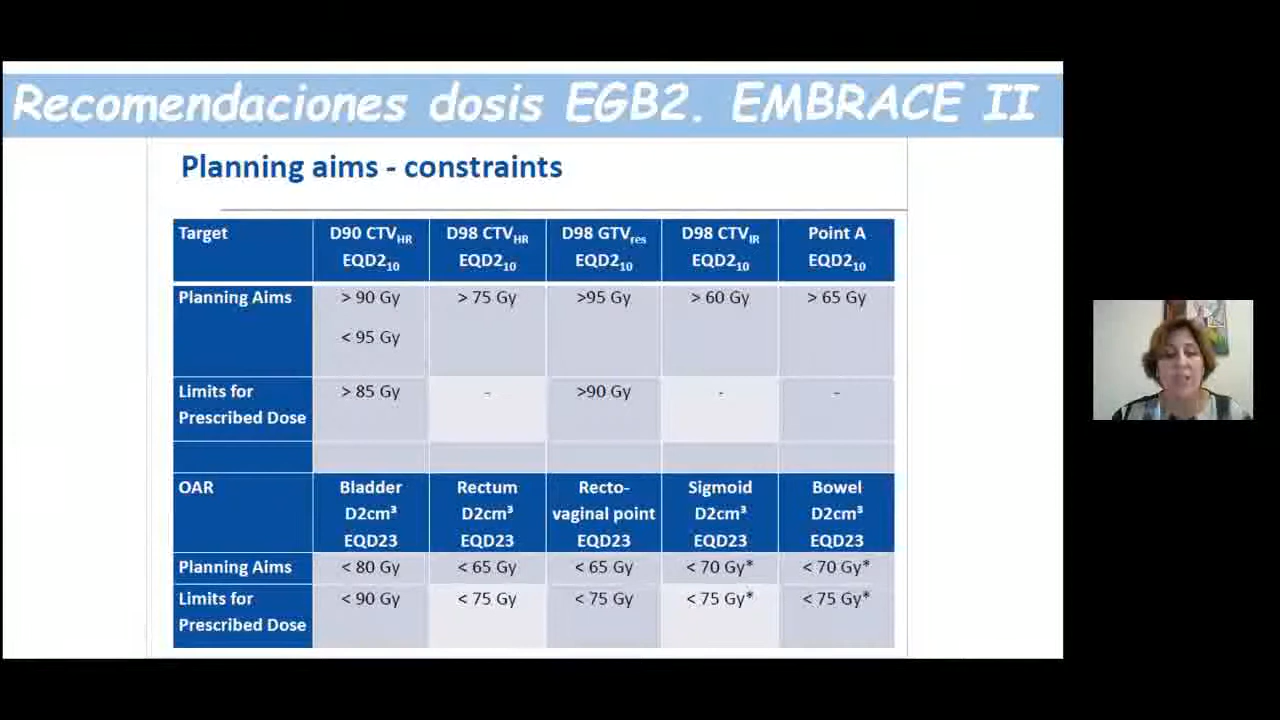 Recomendaciones dosis EGB2. EMBRACE II
Planning aims - constraints
Target D90 CTVHR EQD210 D98 CTVHR EQD210 D98 GTVres EQD210 D98 CTVIR EQD210 Point A EQD210
Planning Aims > 90 Gy < 95 Gy > 75 Gy >95 Gy > 60 Gy > 65 Gy
Limits for Prescribed Dose > 85 Gy - >90 Gy - -
OAR Bladder D2cm³ EQD23 Rectum D2cm³ EQD23 Recto-vaginal point EQD23 Sigmoid D2cm³ EQD23 Bowel D2cm³ EQD23
Planning Aims < 80 Gy < 65 Gy < 65 Gy < 70 Gy* < 70 Gy*
Limits for Prescribed Dose < 90 Gy < 75 Gy < 75 Gy < 75 Gy* < 75 Gy*